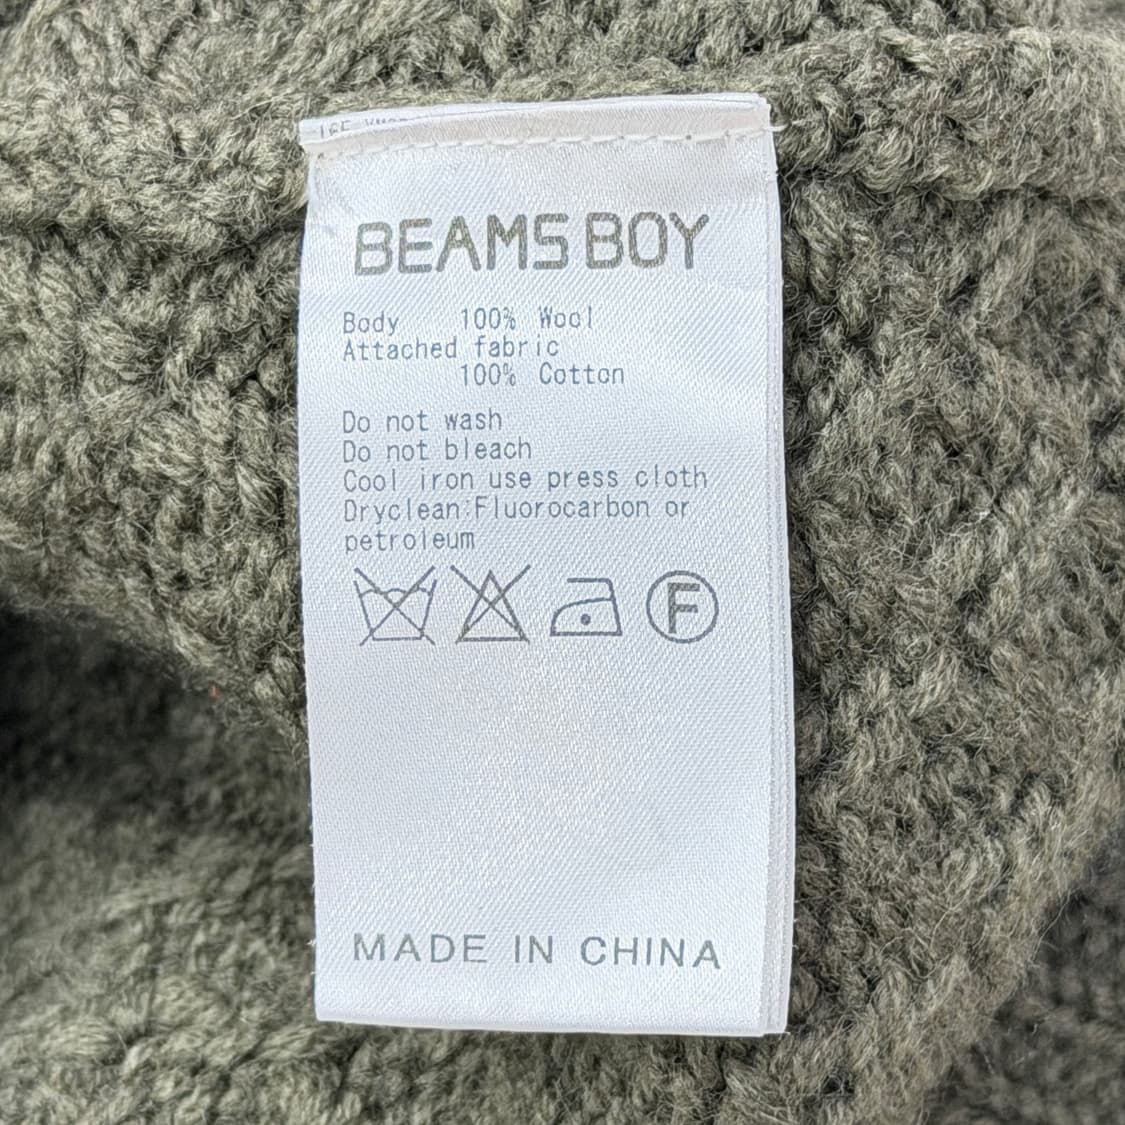 BEAMS BOY
Body 100% Wool
Attached fabric
100% Cotton
Do not wash
Do not bleach
Cool iron use press cloth
Dryclean:Fluorocarbon or
petroleum
F
MADE IN CHINA